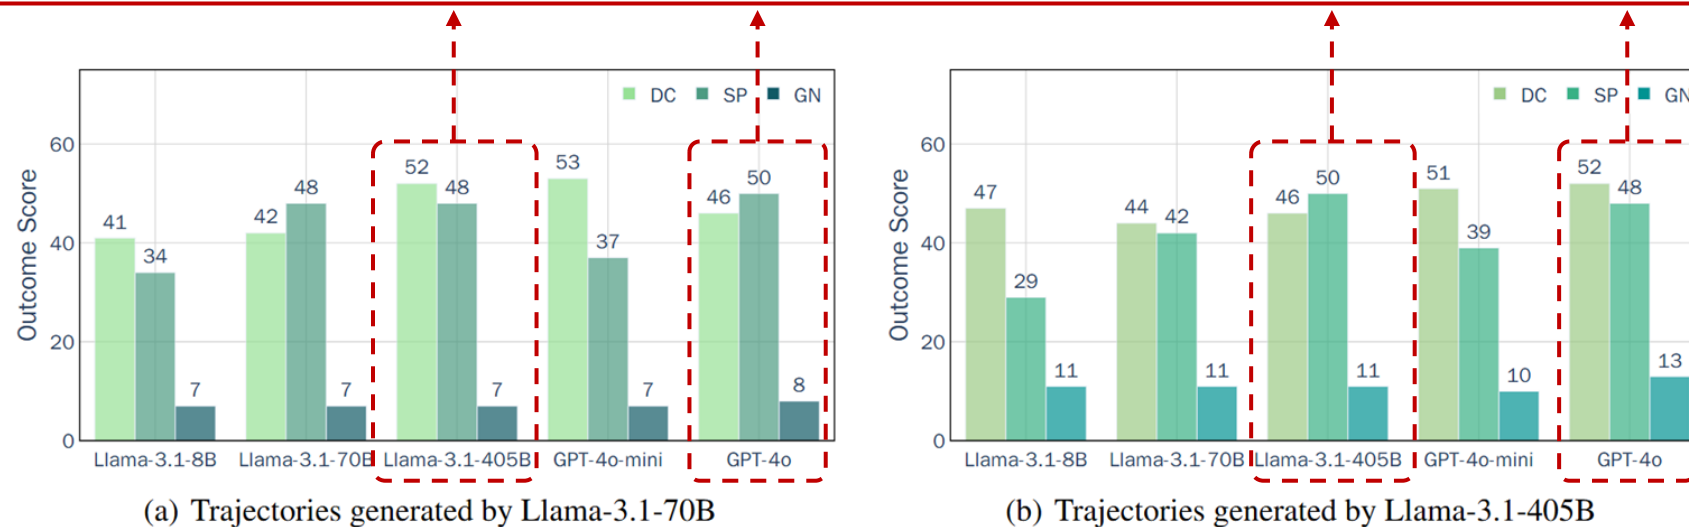 DC SP GN
60
40
20
0
Outcome Score
41 34 7
42 48 7
52 48 7
53 37 7
46 50 8
Llama-3.1-8B Llama-3.1-70B Llama-3.1-405B GPT-4o-mini GPT-4o
(a) Trajectories generated by Llama-3.1-70B
DC SP GN
60
40
20
0
Outcome Score
47 29 11
44 42 11
46 50 11
51 39 10
52 48 13
Llama-3.1-8B Llama-3.1-70B Llama-3.1-405B GPT-4o-mini GPT-4o
(b) Trajectories generated by Llama-3.1-405B